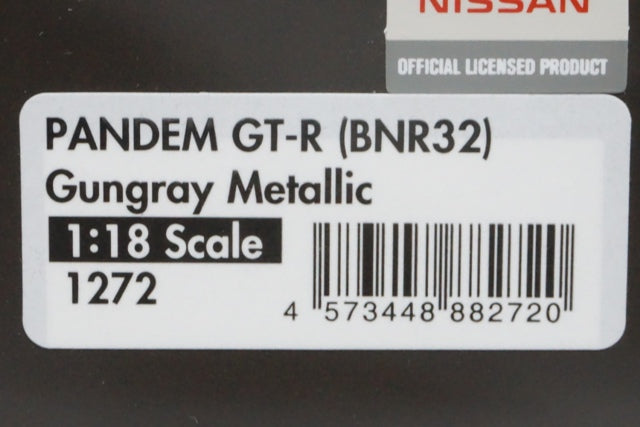 NISSAN
OFFICIAL LICENSED PRODUCT
PANDEM GT-R (BNR32)
Gungray Metallic
1:18 Scale
1272
4 573448 882720